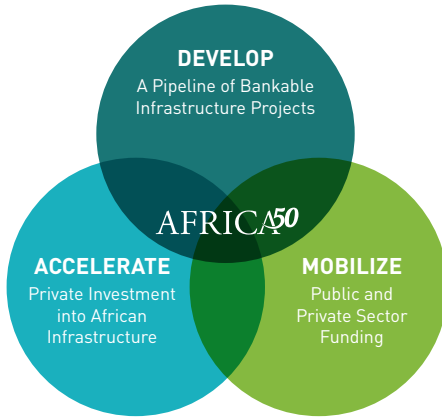 DEVELOP
A Pipeline of Bankable
Infrastructure Projects
AFRICA50
ACCELERATE
Private Investment
into African
Infrastructure
MOBILIZE
Public and
Private Sector
Funding